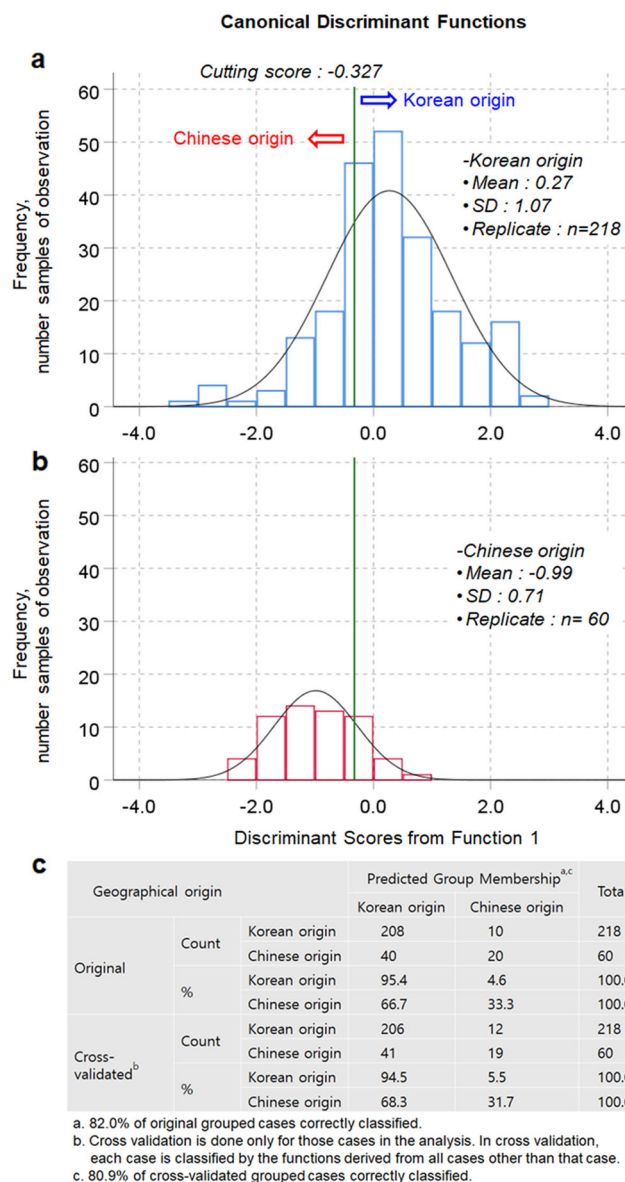 Canonical Discriminant Functions
a
Cutting score : -0.327
Korean origin
Chinese origin
-Korean origin
• Mean : 0.27
• SD : 1.07
• Replicate : n=218
Frequency,
number samples of observation
60
50
40
30
20
10
0
-4.0 -2.0 0.0 2.0 4.0
b
-Chinese origin
• Mean : -0.99
• SD : 0.71
• Replicate : n= 60
Frequency,
number samples of observation
60
50
40
30
20
10
0
-4.0 -2.0 0.0 2.0 4.0
Discriminant Scores from Function 1
c
Geographical origin Predicted Group Membership a,c Total
Korean origin Chinese origin
Original Count Korean origin 208 10 218
Chinese origin 40 20 60
% Korean origin 95.4 4.6 100.0
Chinese origin 66.7 33.3 100.0
Cross-validated b Count Korean origin 206 12 218
Chinese origin 41 19 60
% Korean origin 94.5 5.5 100.0
Chinese origin 68.3 31.7 100.0
a. 82.0% of original grouped cases correctly classified.
b. Cross validation is done only for those cases in the analysis. In cross validation,
each case is classified by the functions derived from all cases other than that case.
c. 80.9% of cross-validated grouped cases correctly classified.